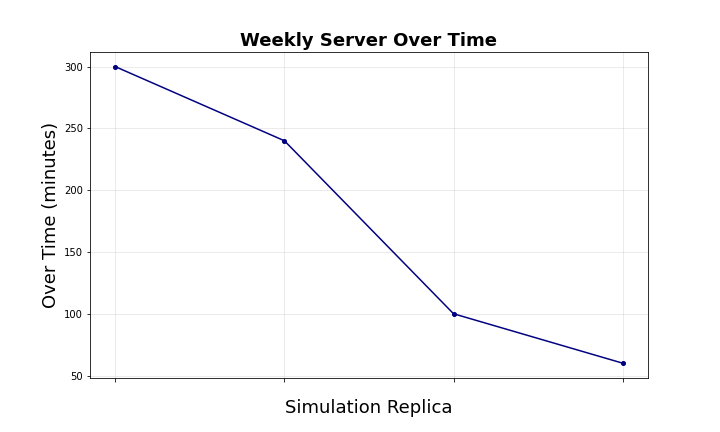 Weekly Server Over Time
Over Time (minutes)
300
250
200
150
100
50
Simulation Replica